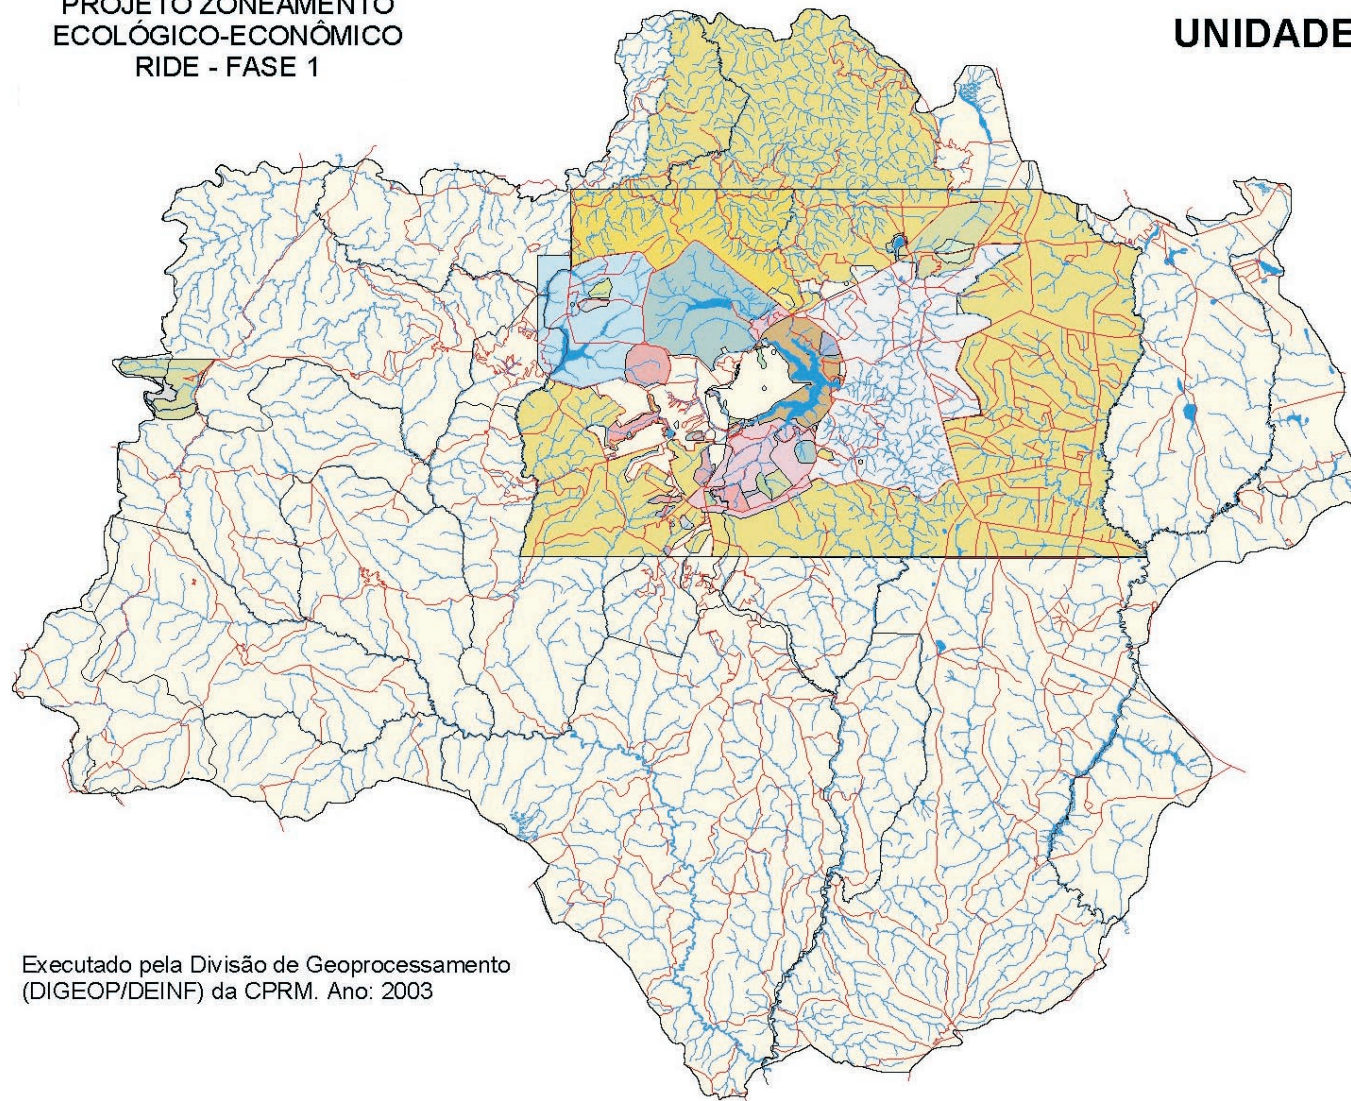 PROJETO ZONEAMENTO
ECOLÓGICO-ECONÔMICO
RIDE - FASE 1
UNIDADE
Executado pela Divisão de Geoprocessamento
(DIGEOP/DEINF) da CPRM. Ano: 2003